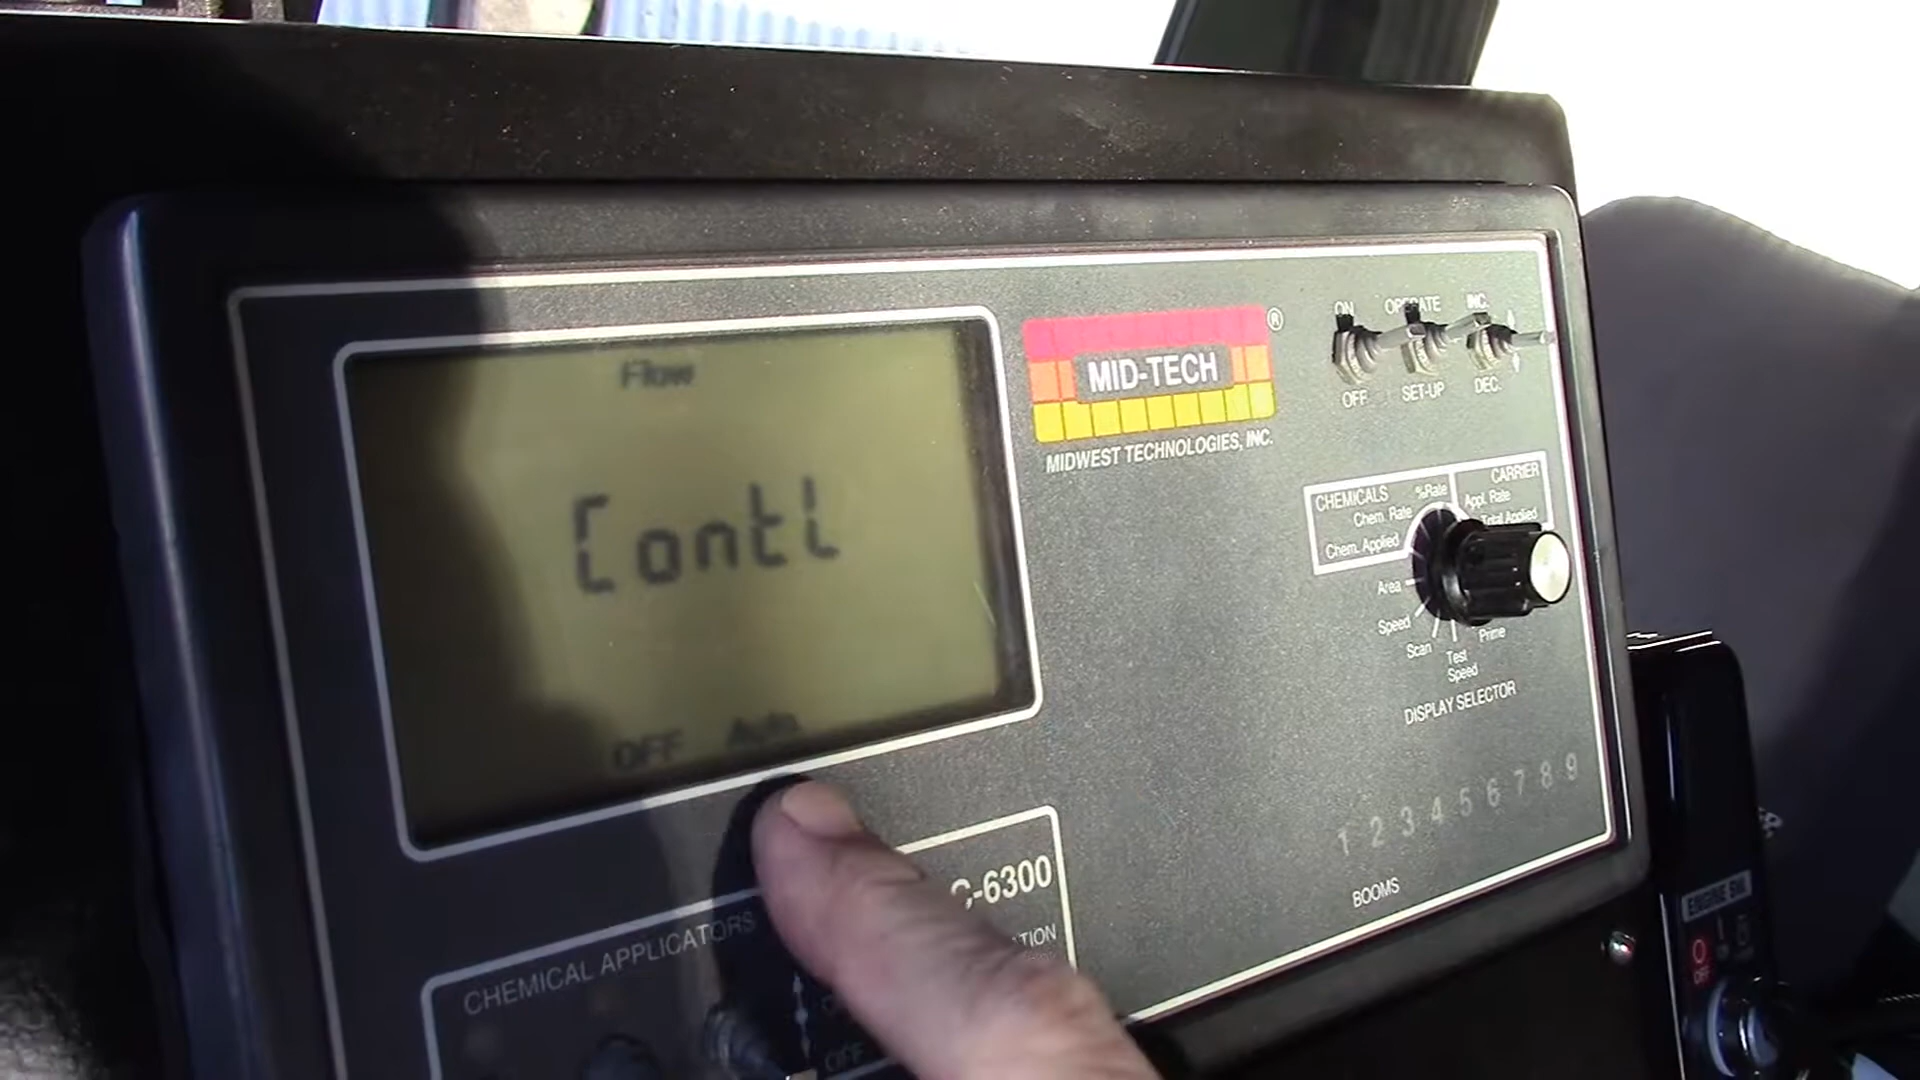 Flow
Contl
OFF Auto
MID-TECH ®
MIDWEST TECHNOLOGIES, INC.
ON OPERATE INC.
OFF SET-UP DEC.
CHEMICALS
%Rate
Chem. Rate
Chem. Applied
CARRIER
Appl. Rate
Total Applied
Area
Speed
Scan
Test
Speed
Prime
DISPLAY SELECTOR
1 2 3 4 5 6 7 8 9
BOOMS
-6300
CHEMICAL APPLICATORS
OFF
OFF